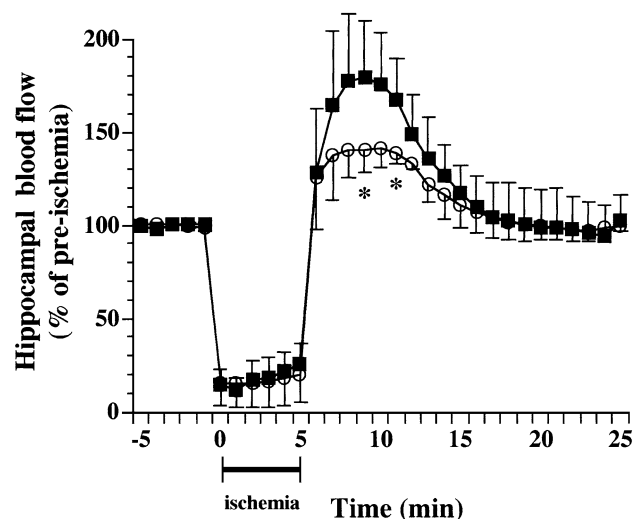 Hippocampal blood flow
(% of pre-ischemia)
200
150
100
50
0
* *
-5 0 5 10 15 20 25
ischemia
Time (min)